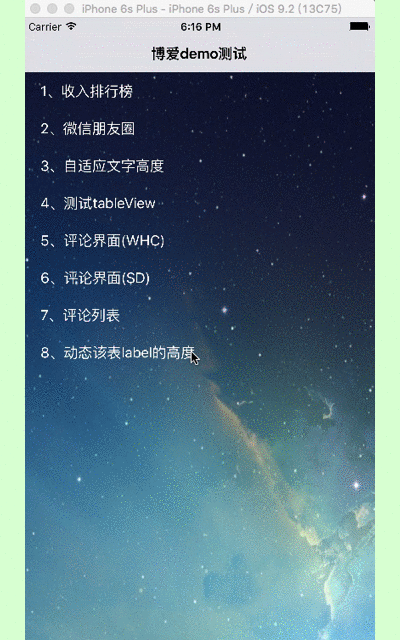 iPhone 6s Plus - iPhone 6s Plus / iOS 9.2 (13C75)
Carrier 6:16 PM
博爱demo测试
1、收入排行榜
2、微信朋友圈
3、自适应文字高度
4、测试tableView
5、评论界面(WHC)
6、评论界面(SD)
7、评论列表
8、动态该表label的高度